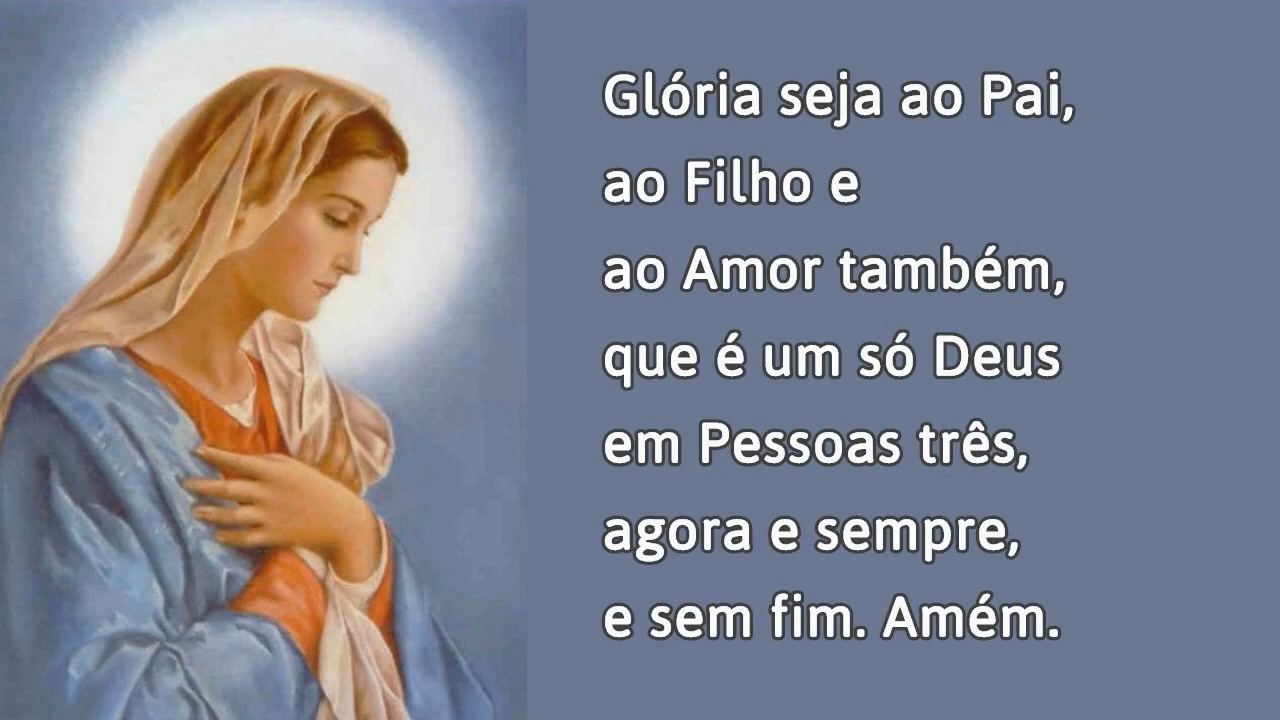 Glória seja ao Pai,
ao Filho e
ao Amor também,
que é um só Deus
em Pessoas três,
agora e sempre,
e sem fim. Amém.